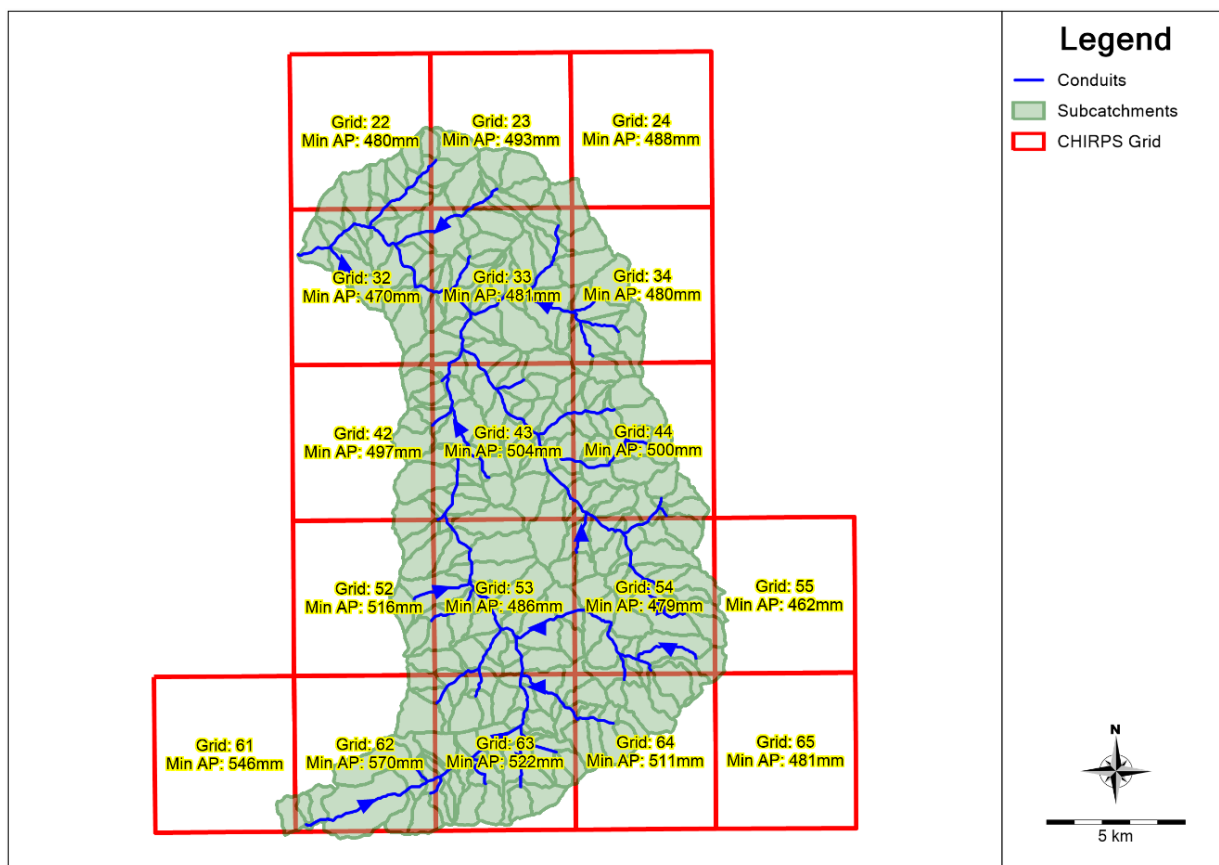 Legend
Conduits
Subcatchments
CHIRPS Grid
Grid: 22
Min AP: 480mm
Grid: 23
Min AP: 493mm
Grid: 24
Min AP: 488mm
Grid: 32
Min AP: 470mm
Grid: 33
Min AP: 481mm
Grid: 34
Min AP: 480mm
Grid: 42
Min AP: 497mm
Grid: 43
Min AP: 504mm
Grid: 44
Min AP: 500mm
Grid: 52
Min AP: 516mm
Grid: 53
Min AP: 486mm
Grid: 54
Min AP: 479mm
Grid: 55
Min AP: 462mm
Grid: 61
Min AP: 546mm
Grid: 62
Min AP: 570mm
Grid: 63
Min AP: 522mm
Grid: 64
Min AP: 511mm
Grid: 65
Min AP: 481mm
N
5 km